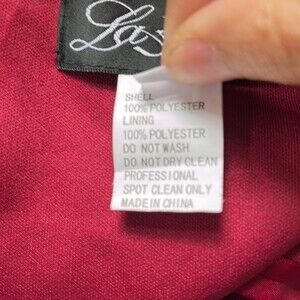 La
SHELL
100% POLYESTER
LINING
100% POLYESTER
DO NOT WASH
DO NOT DRY CLEAN
PROFESSIONAL
SPOT CLEAN ONLY
MADE IN CHINA